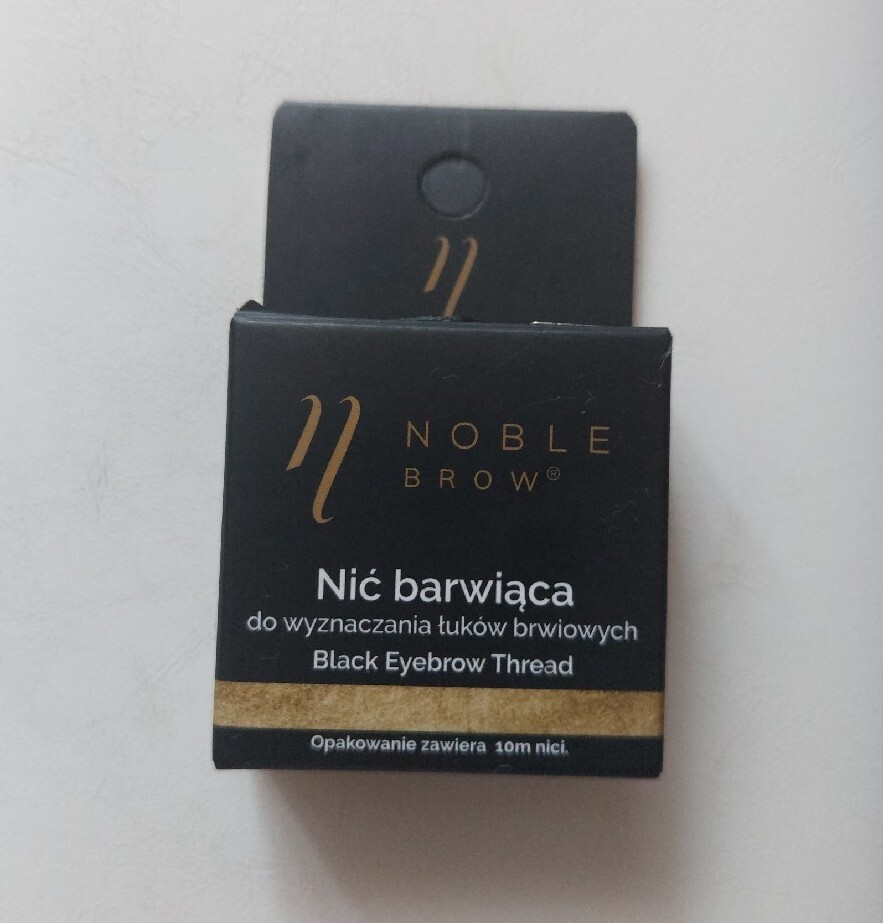 NOBLE
BROW®
Nić barwiąca
do wyznaczania łuków brwiowych
Black Eyebrow Thread
Opakowanie zawiera 10m nici.